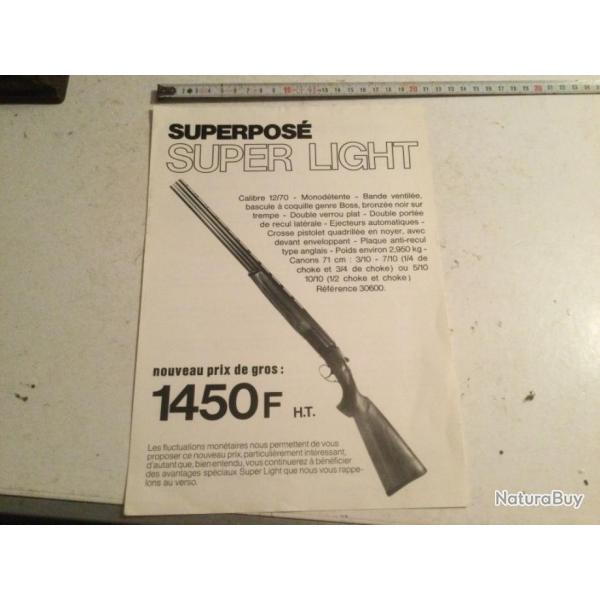 SUPERPOSÉ
SUPER LIGHT
Calibre 12/70 - Monodétente - Bande ventilée,
bascule à coquille genre Boss, bronzée noir sur
trempe - Double verrou plat - Double portée
de recul latérale - Ejecteurs automatiques -
Crosse pistolet quadrillée en noyer, avec
devant enveloppant - Plaque anti-recul
type anglais - Poids environ 2,950 kg -
Canons 71 cm : 3/10 - 7/10 (1/4 de
choke et 3/4 de choke) ou 5/10
10/10 (1/2 choke et choke)
Référence 30600.
nouveau prix de gros :
1450F H.T.
Les fluctuations monétaires nous permettent de vous
proposer ce nouveau prix, particulièrement intéressant,
d'autant que, bien entendu, vous continuerez à bénéficier
des avantages spéciaux Super Light que nous vous rappe-
lons au verso.
NaturaBuy